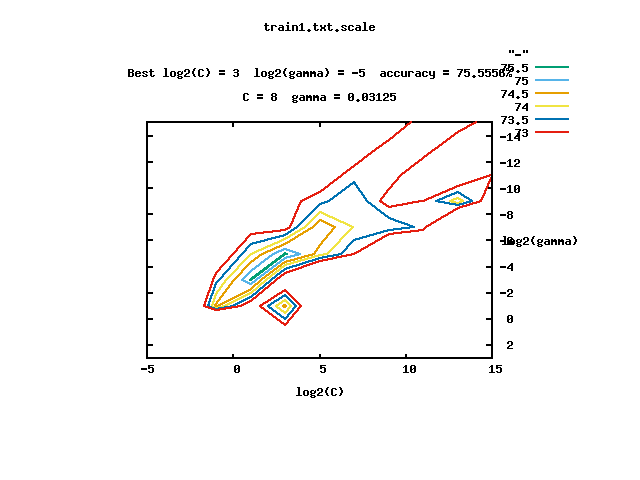 train1.txt.scale
"-"
Best log2(C) = 3  log2(gamma) = -5  accuracy = 75.5556%
75.5
75
C = 8  gamma = 0.03125
74.5
74
73.5
73
-14
-12
-10
-8
-6
log2(gamma)
-4
-2
0
2
-5 0 5 10 15
log2(C)